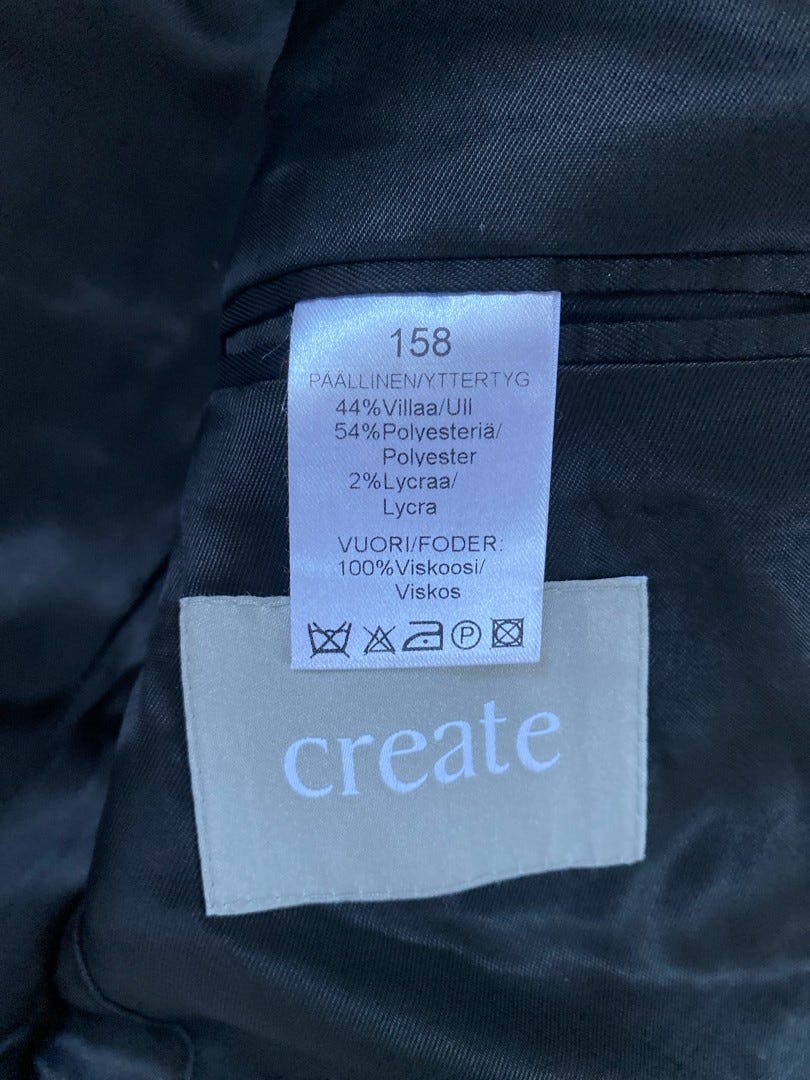 158
PÄÄLLINEN/YTTERTYG
44%Villaa/Ull
54%Polyesteriä/
Polyester
2%Lycraa/
Lycra
VUORI/FODER:
100%Viskoosi/
Viskos
P
create